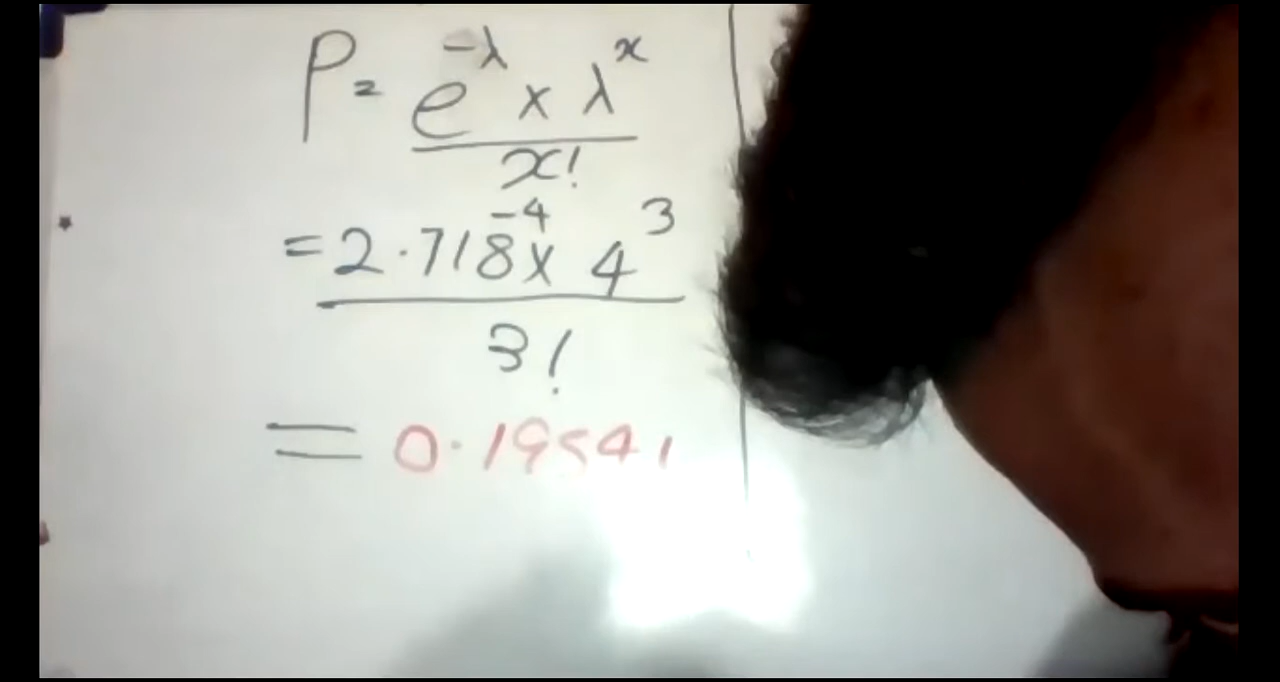 P = e^-λ x λ^x
x!
= 2.718^-4 x 4^3
3!
= 0.19541